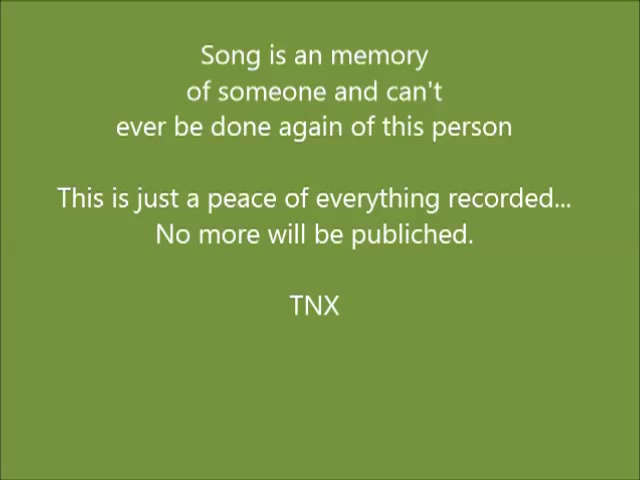 Song is an memory
of someone and can't
ever be done again of this person
This is just a peace of everything recorded...
No more will be publiched.
TNX